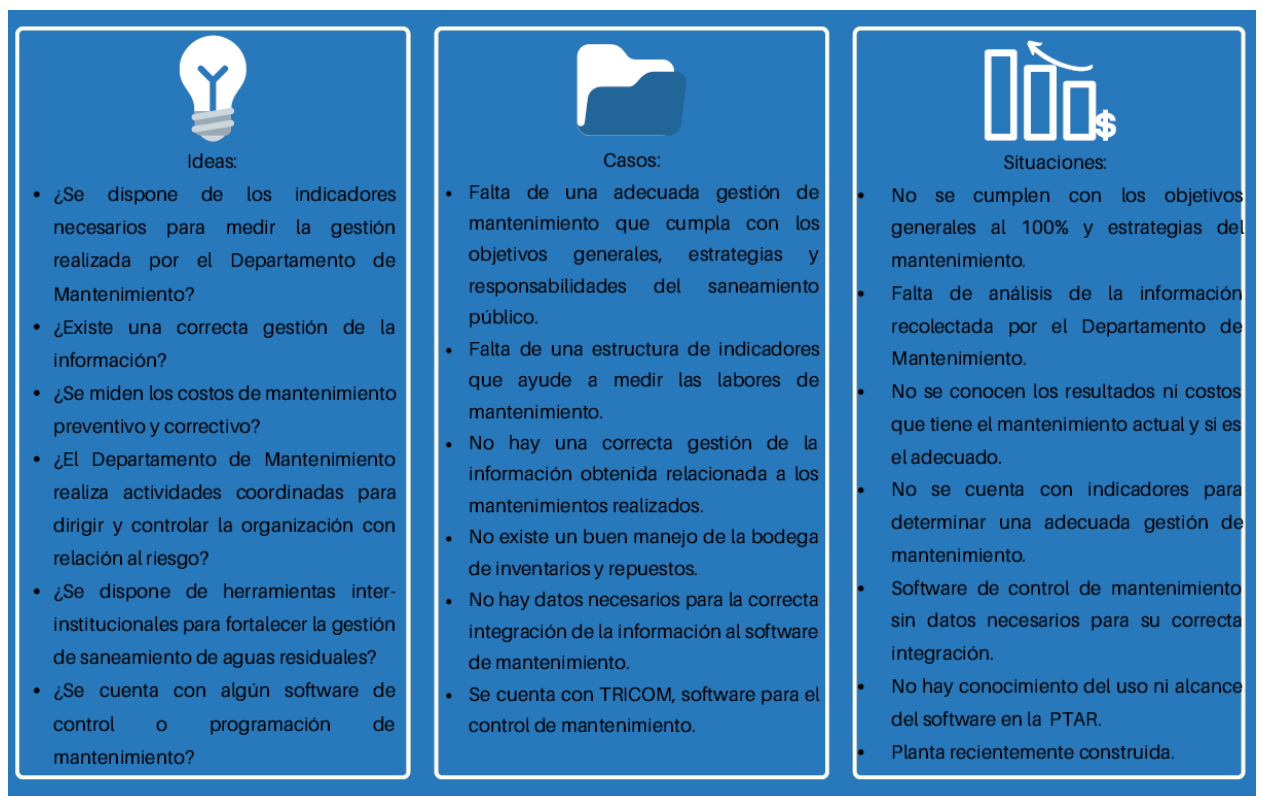 Ideas:
• ¿Se dispone de los indicadores
necesarios para medir la gestión
realizada por el Departamento de
Mantenimiento?
• ¿Existe una correcta gestión de la
información?
• ¿Se miden los costos de mantenimiento
preventivo y correctivo?
• ¿El Departamento de Mantenimiento
realiza actividades coordinadas para
dirigir y controlar la organización con
relación al riesgo?
• ¿Se dispone de herramientas inter-
institucionales para fortalecer la gestión
de saneamiento de aguas residuales?
• ¿Se cuenta con algún software de
control o programación de
mantenimiento?
Casos:
• Falta de una adecuada gestión de
mantenimiento que cumpla con los
objetivos generales, estrategias y
responsabilidades del saneamiento
público.
• Falta de una estructura de indicadores
que ayude a medir las labores de
mantenimiento.
• No hay una correcta gestión de la
información obtenida relacionada a los
mantenimientos realizados.
• No existe un buen manejo de la bodega
de inventarios y repuestos.
• No hay datos necesarios para la correcta
integración de la información al software
de mantenimiento.
• Se cuenta con TRICOM, software para el
control de mantenimiento.
$
Situaciones:
• No se cumplen con los objetivos
generales al 100% y estrategias del
mantenimiento.
• Falta de análisis de la información
recolectada por el Departamento de
Mantenimiento.
• No se conocen los resultados ni costos
que tiene el mantenimiento actual y si es
el adecuado.
• No se cuenta con indicadores para
determinar una adecuada gestión de
mantenimiento.
• Software de control de mantenimiento
sin datos necesarios para su correcta
integración.
• No hay conocimiento del uso ni alcance
del software en la PTAR.
• Planta recientemente construida.